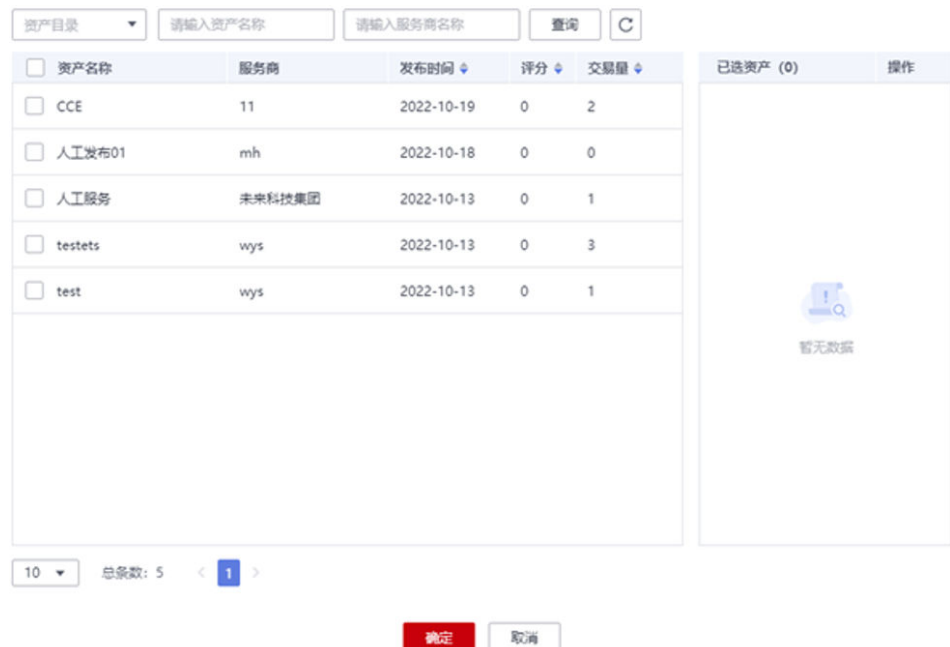 资产目录 请输入资产名称 请输入服务商名称 查询
资产名称 服务商 发布时间 评分 交易量 已选资产 (0) 操作
CCE 11 2022-10-19 0 2
人工发布01 mh 2022-10-18 0 0
人工服务 未来科技集团 2022-10-13 0 1
testets wys 2022-10-13 0 3
test wys 2022-10-13 0 1
暂无数据
10 总条数: 5 < 1 >
确定 取消